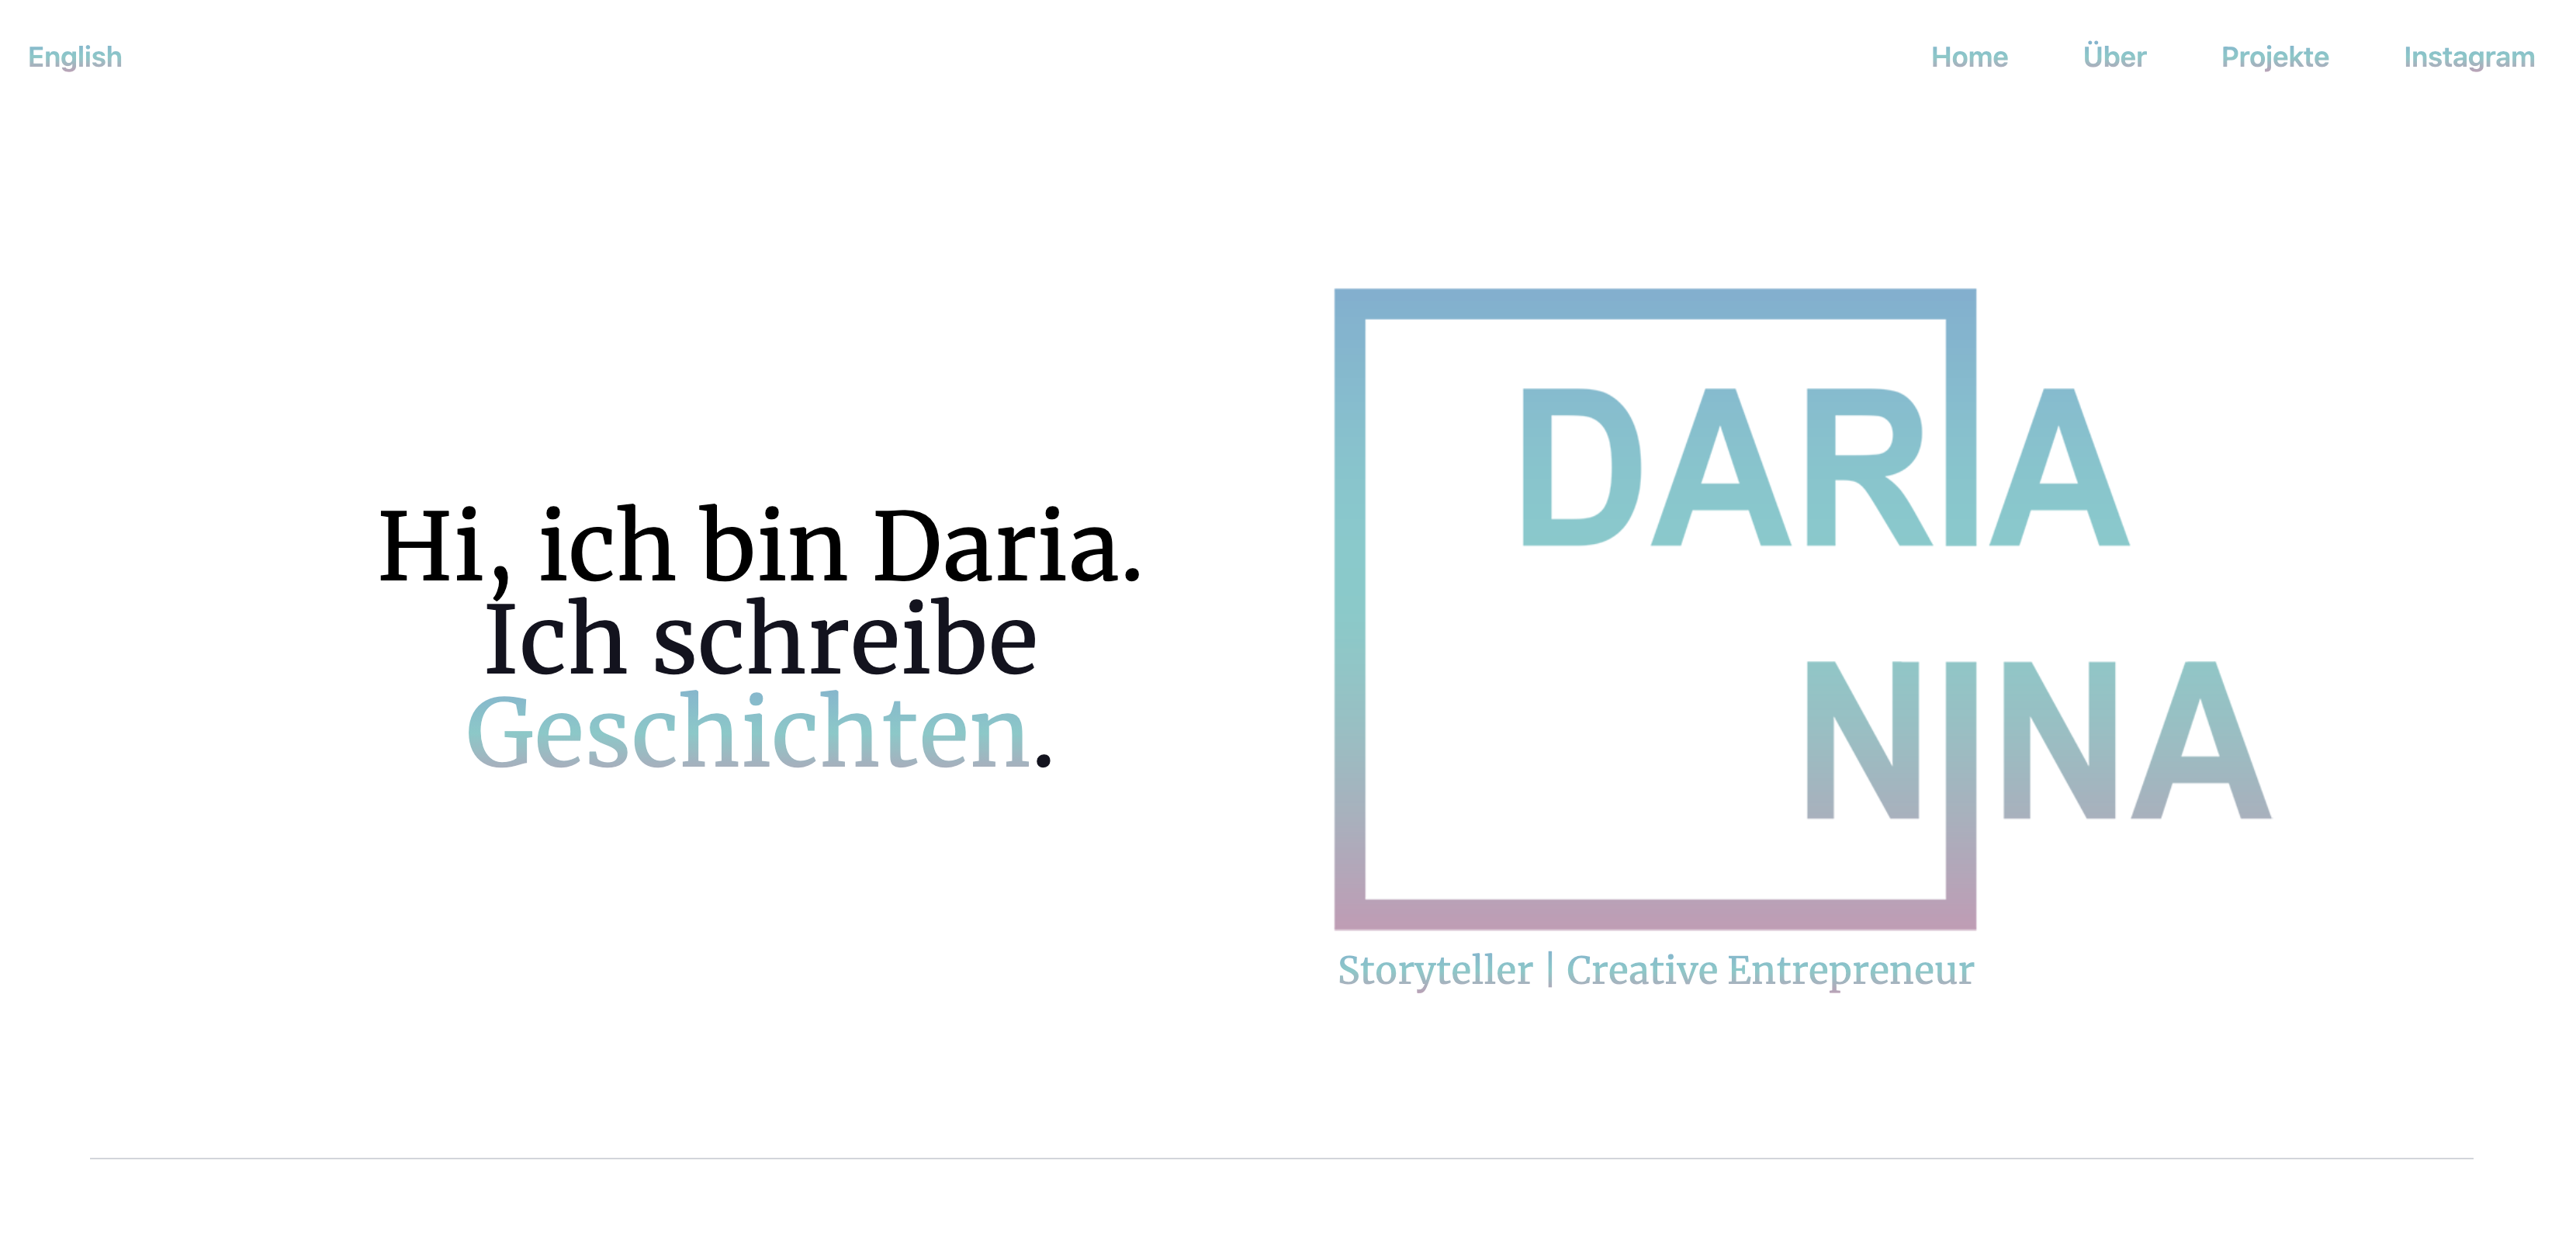 English
Home Über Projekte Instagram
Hi, ich bin Daria.
Ich schreibe
Geschichten.
DARIA
NINA
Storyteller | Creative Entrepreneur